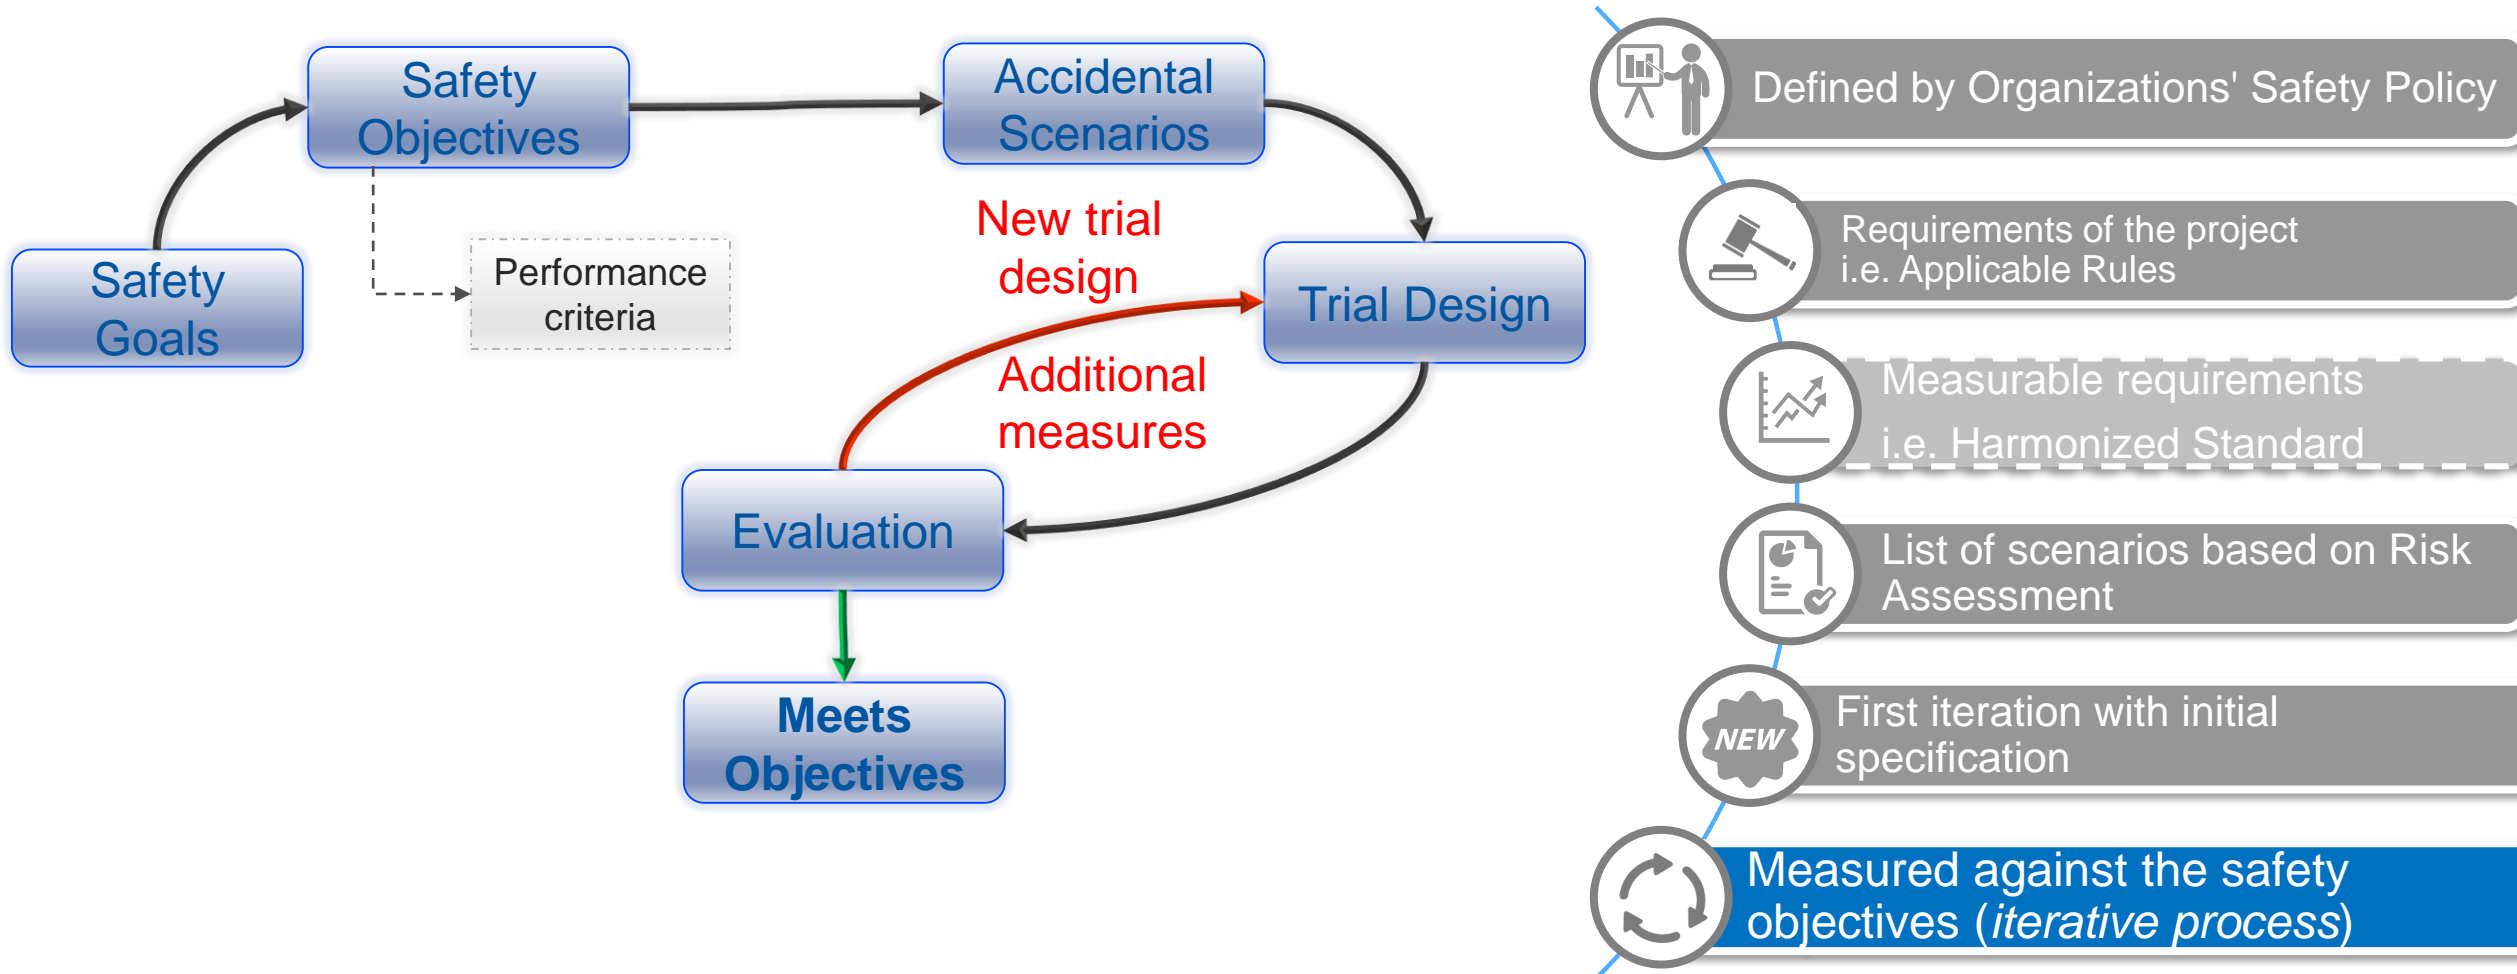 Safety
Goals
Safety
Objectives
Performance
criteria
Accidental
Scenarios
Trial Design
New trial
design
Additional
measures
Evaluation
Meets
Objectives
Defined by Organizations' Safety Policy
Requirements of the project
i.e. Applicable Rules
Measurable requirements
i.e. Harmonized Standard
List of scenarios based on Risk
Assessment
NEW
First iteration with initial
specification
Measured against the safety
objectives (iterative process)